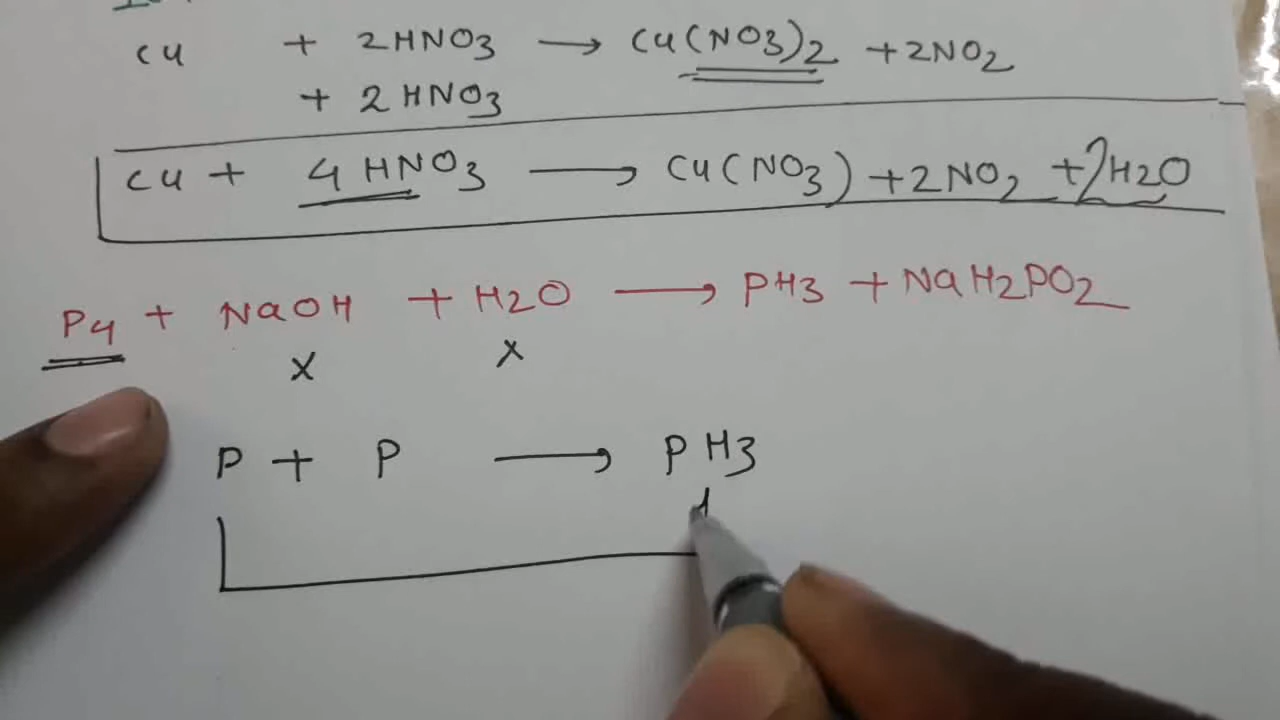 Cu + 2HNO3 → Cu(NO3)2 + 2NO2
+ 2HNO3
Cu + 4HNO3 → Cu(NO3) + 2NO2 + 2H2O
P4 + NaOH + H2O → PH3 + NaH2PO2
x x
P + P → PH3